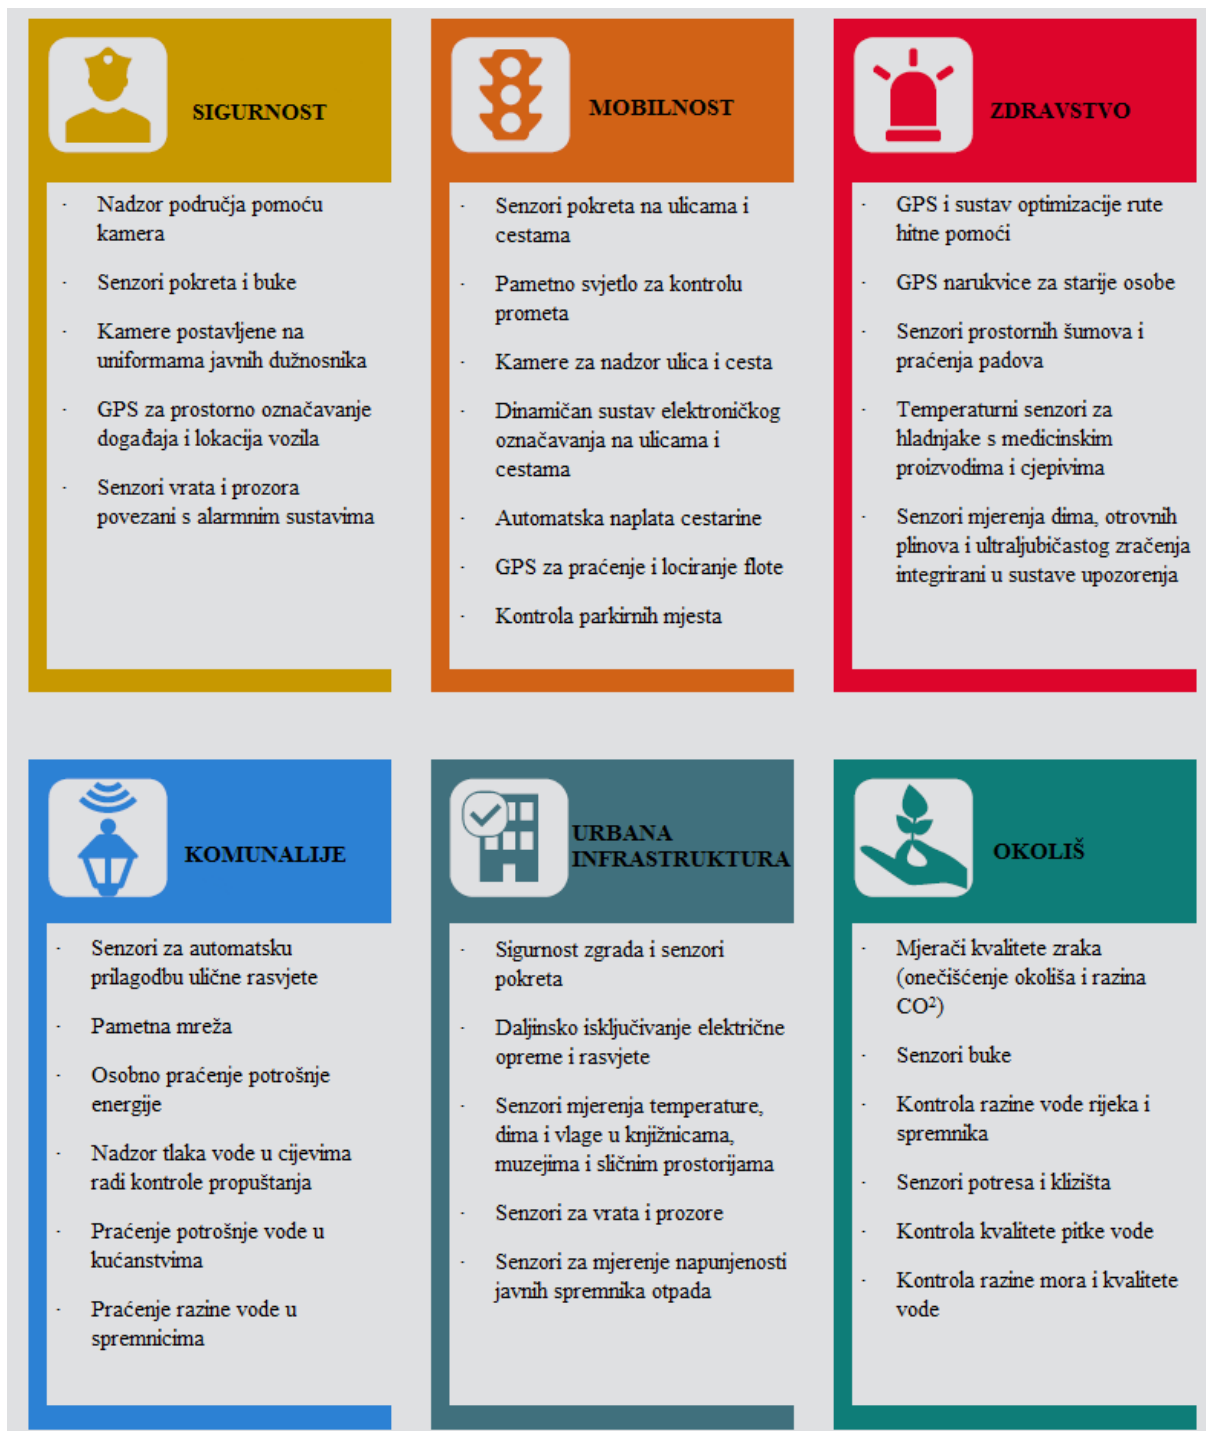 SIGURNOST
· Nadzor područja pomoću
kamera
· Senzori pokreta i buke
· Kamere postavljene na
uniformama javnih dužnosnika
· GPS za prostorno označavanje
događaja i lokacija vozila
· Senzori vrata i prozora
povezani s alarmnim sustavima
MOBILNOST
· Senzori pokreta na ulicama i
cestama
· Pametno svjetlo za kontrolu
prometa
· Kamere za nadzor ulica i cesta
· Dinamičan sustav elektroničkog
označavanja na ulicama i
cestama
· Automatska naplata cestarine
· GPS za praćenje i lociranje flote
· Kontrola parkirnih mjesta
ZDRAVSTVO
· GPS i sustav optimizacije rute
hitne pomoći
· GPS narukvice za starije osobe
· Senzori prostornih šumova i
praćenja padova
· Temperaturni senzori za
hladnjake s medicinskim
proizvodima i cjepivima
· Senzori mjerenja dima, otrovnih
plinova i ultraljubičastog zračenja
integrirani u sustave upozorenja
KOMUNALIJE
· Senzori za automatsku
prilagodbu ulične rasvjete
· Pametna mreža
· Osobno praćenje potrošnje
energije
· Nadzor tlaka vode u cijevima
radi kontrole propuštanja
· Praćenje potrošnje vode u
kućanstvima
· Praćenje razine vode u
spremnicima
URBANA
INFRASTRUKTURA
· Sigurnost zgrada i senzori
pokreta
· Daljinsko isključivanje električne
opreme i rasvjete
· Senzori mjerenja temperature,
dima i vlage u knjižnicama,
muzejima i sličnim prostorijama
· Senzori za vrata i prozore
· Senzori za mjerenje napunjenosti
javnih spremnika otpada
OKOLIŠ
· Mjerači kvalitete zraka
(onečišćenje okoliša i razina
CO²)
· Senzori buke
· Kontrola razine vode rijeka i
spremnika
· Senzori potresa i klizišta
· Kontrola kvalitete pitke vode
· Kontrola razine mora i kvalitete
vode